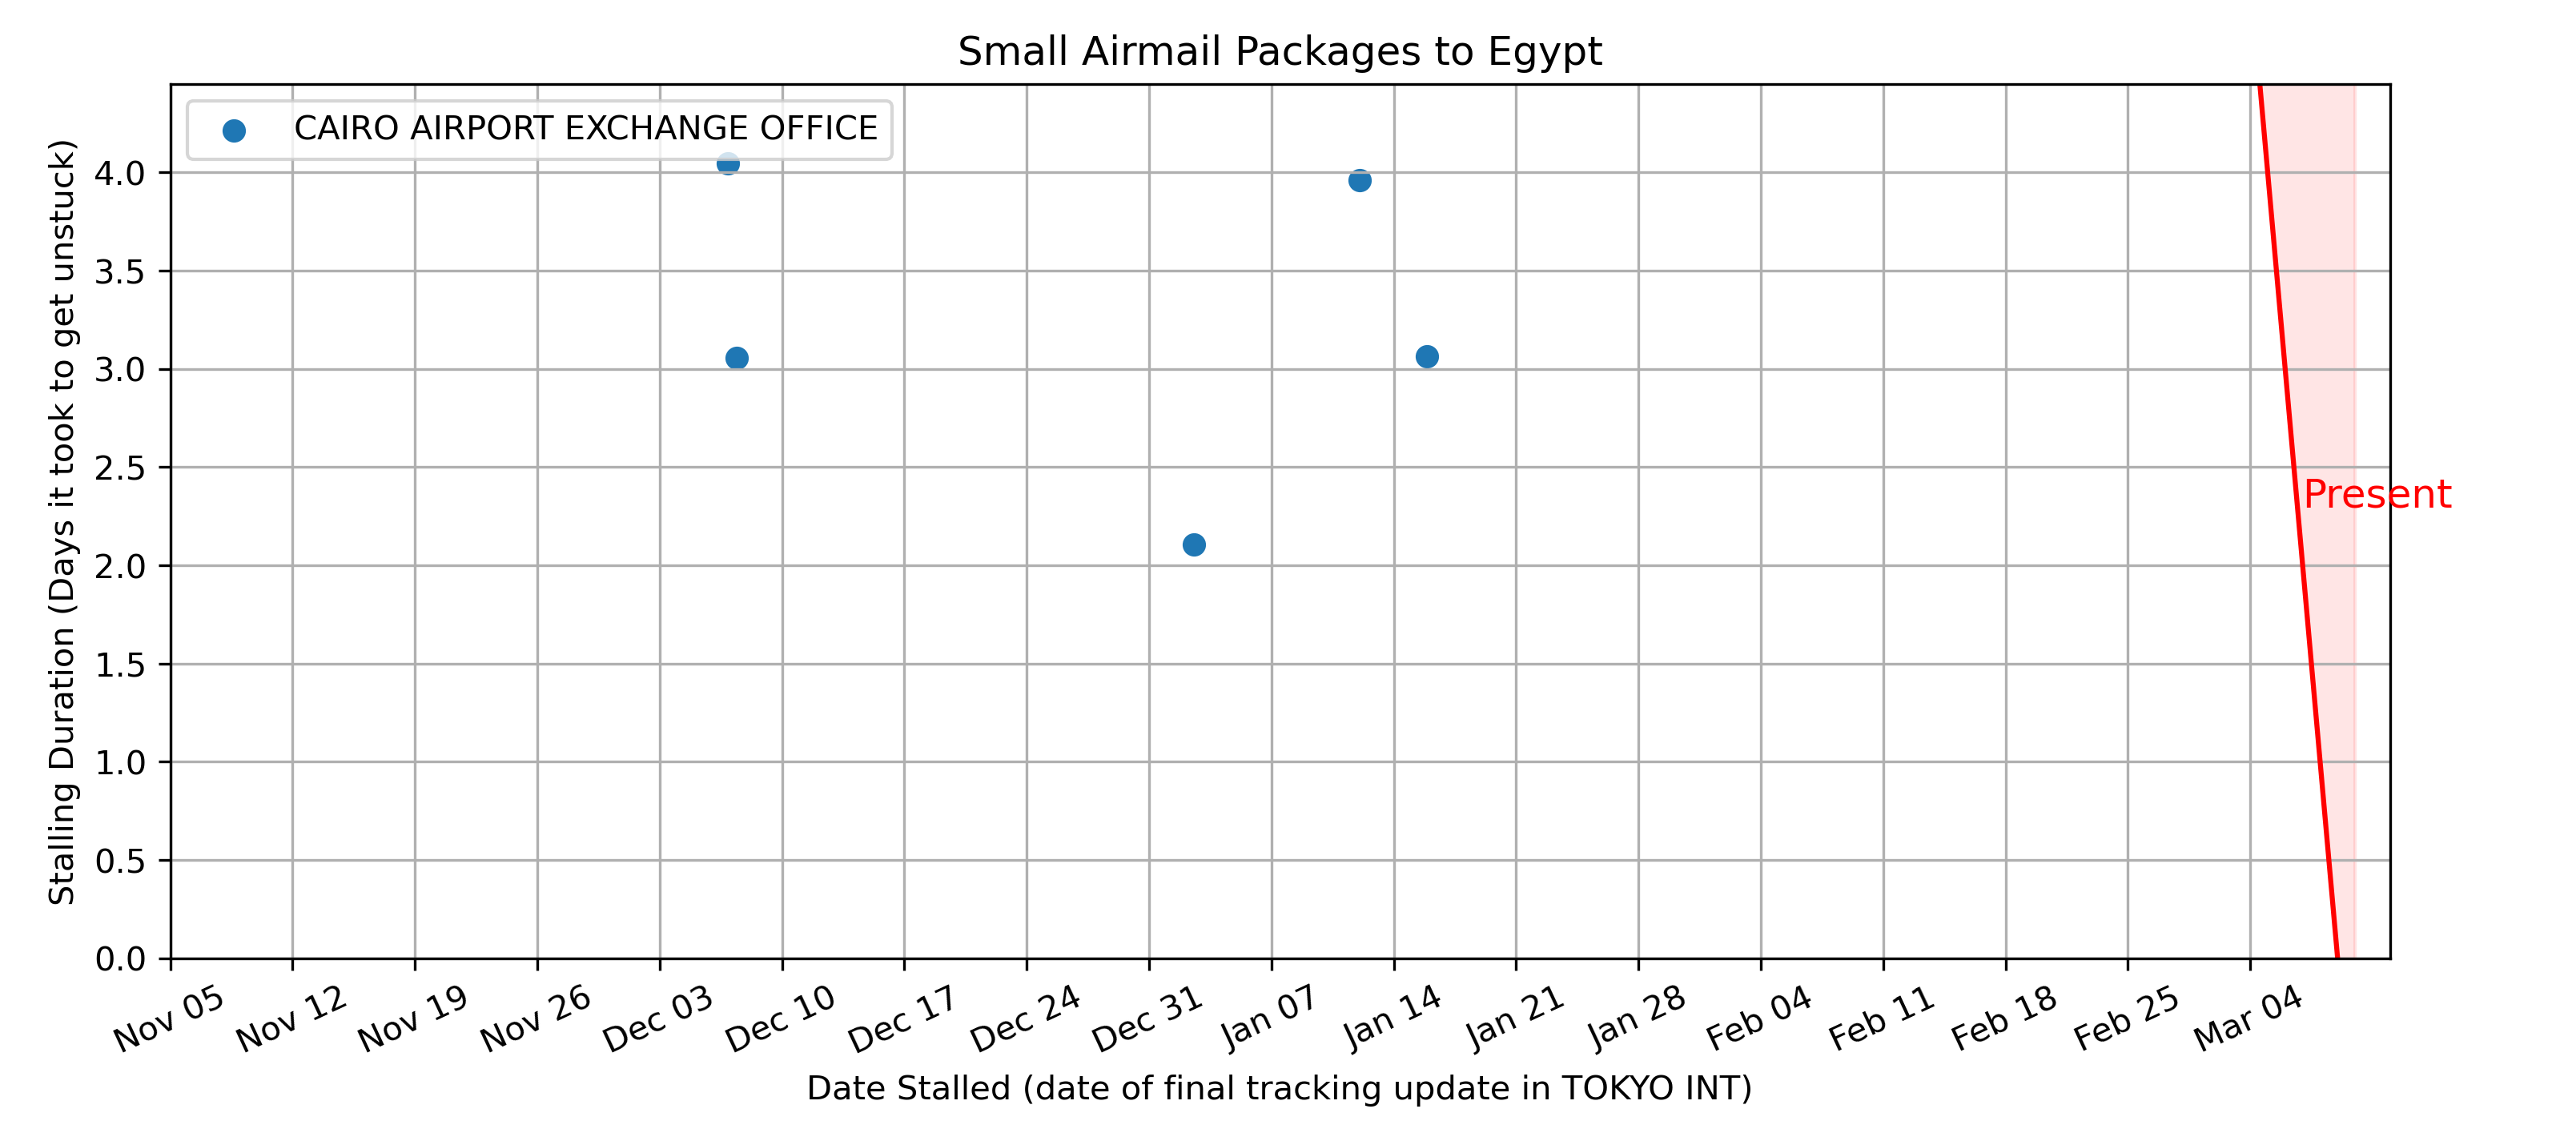 Small Airmail Packages to Egypt
CAIRO AIRPORT EXCHANGE OFFICE
Stalling Duration (Days it took to get unstuck)
4.0
3.5
3.0
2.5
2.0
1.5
1.0
0.5
0.0
Present
Nov 05
Nov 12
Nov 19
Nov 26
Dec 03
Dec 10
Dec 17
Dec 24
Dec 31
Jan 07
Jan 14
Jan 21
Jan 28
Feb 04
Feb 11
Feb 18
Feb 25
Mar 04
Date Stalled (date of final tracking update in TOKYO INT)